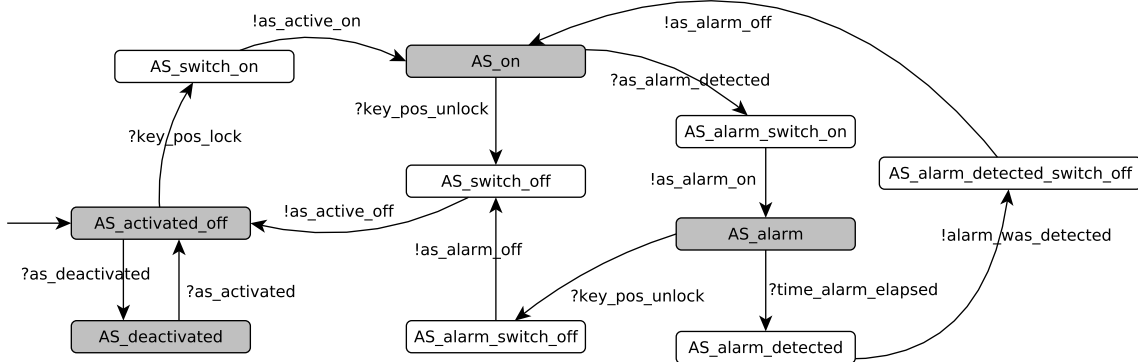 !as_alarm_off
!as_active_on
AS_switch_on
AS_on
?as_alarm_detected
?key_pos_unlock
?key_pos_lock
AS_alarm_switch_on
AS_switch_off
!as_alarm_on
AS_alarm_detected_switch_off
!as_active_off
AS_activated_off
AS_alarm
!alarm_was_detected
!as_alarm_off
?as_deactivated
?as_activated
?key_pos_unlock
?time_alarm_elapsed
AS_deactivated
AS_alarm_switch_off
AS_alarm_detected